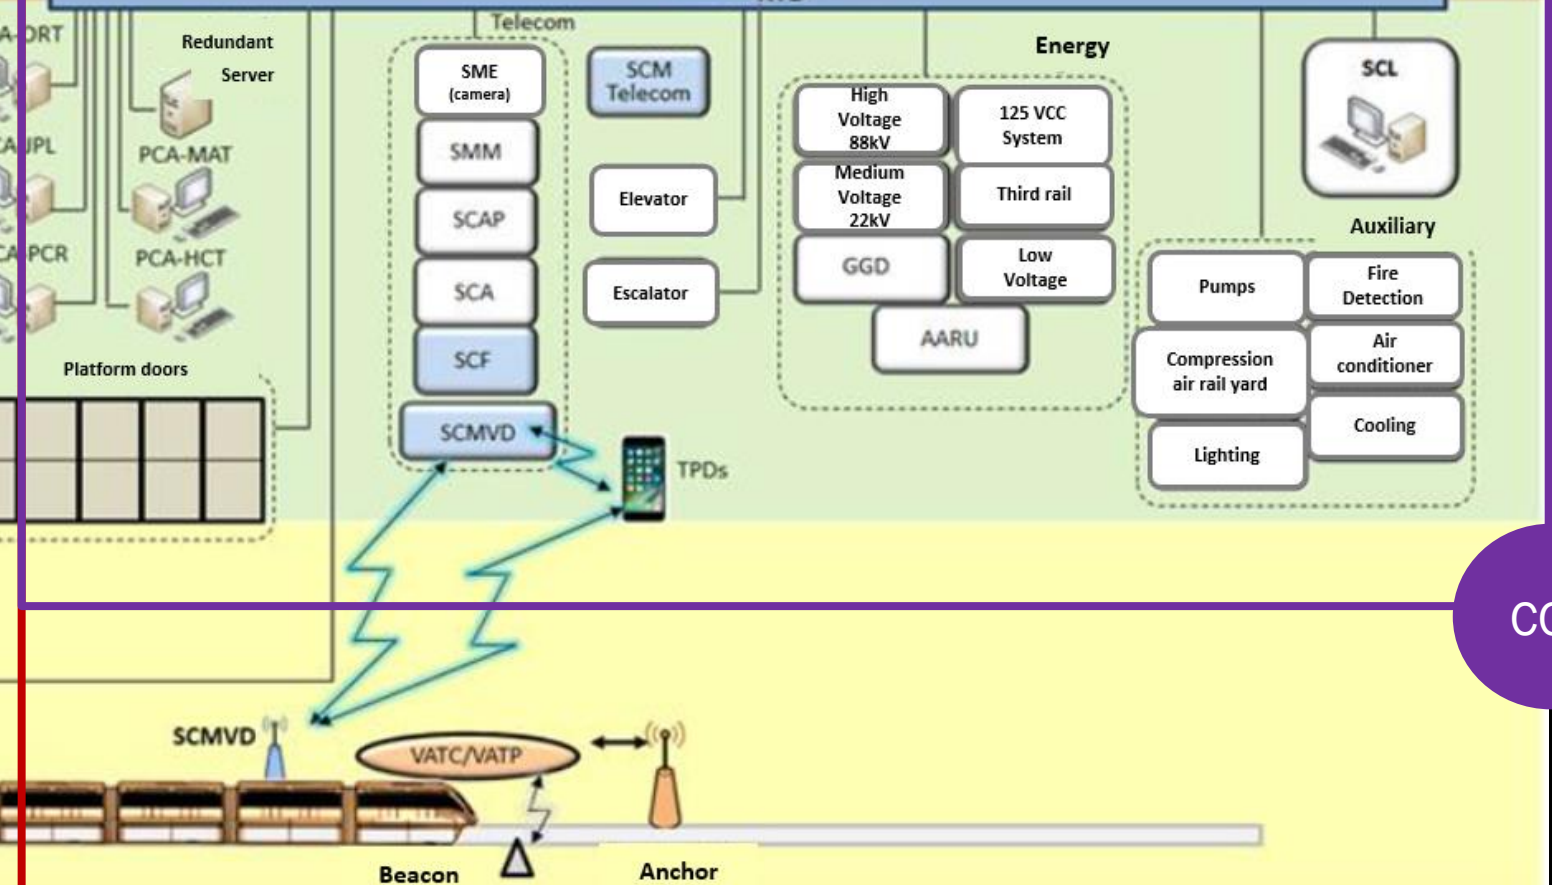 Telecom
Redundant
Server
PCA-MAT
PCA-HCT
Platform doors
SME
(camera)
SMM
SCAP
SCA
SCF
SCMVD
SCM
Telecom
Elevator
Escalator
TPDs
Energy
High
Voltage
88kV
125 VCC
System
Medium
Voltage
22kV
Third rail
GGD
Low
Voltage
AARU
SCL
Auxiliary
Pumps
Fire
Detection
Compression
air rail yard
Air
conditioner
Lighting
Cooling
SCMVD
VATC/VATP
Beacon
Anchor